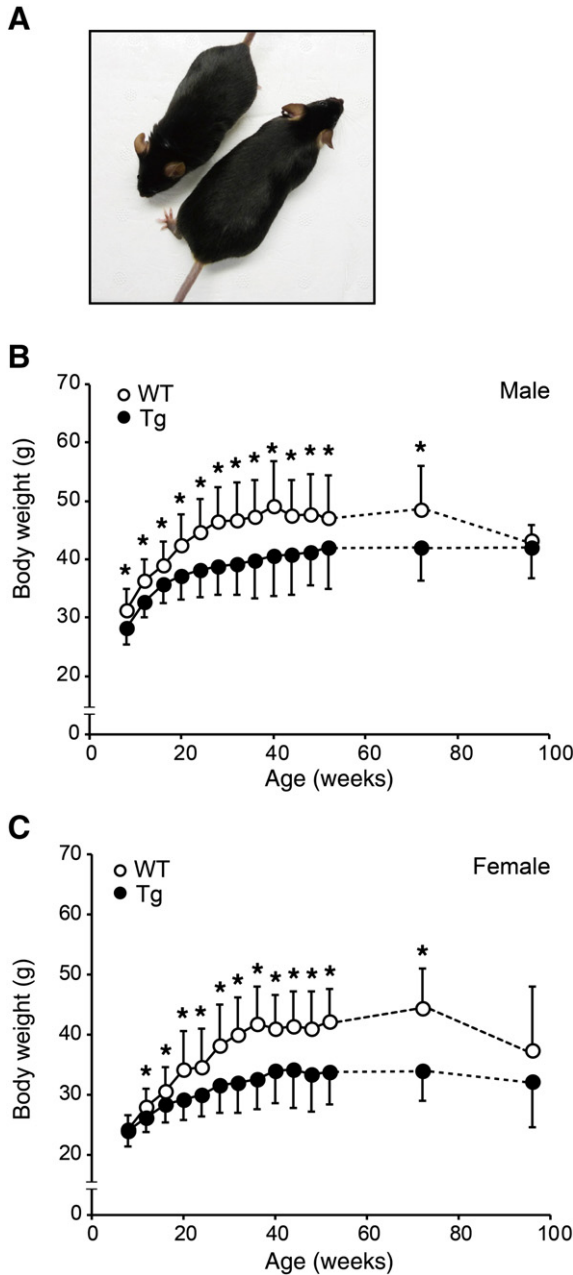 A
B
70
60
50
40
30
20
0
Body weight (g)
WT
Tg
Male
* * * * * * * * * * * * *
0 20 40 60 80 100
Age (weeks)
C
70
60
50
40
30
20
0
Body weight (g)
WT
Tg
Female
* * * * * * * * * * * *
0 20 40 60 80 100
Age (weeks)